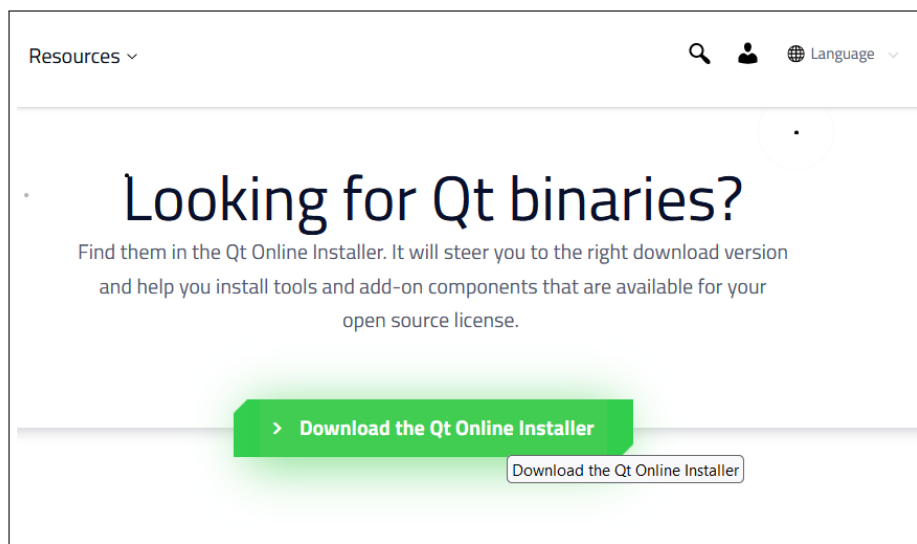 Resources
Language
Looking for Qt binaries?
Find them in the Qt Online Installer. It will steer you to the right download version
and help you install tools and add-on components that are available for your
open source license.
Download the Qt Online Installer
Download the Qt Online Installer